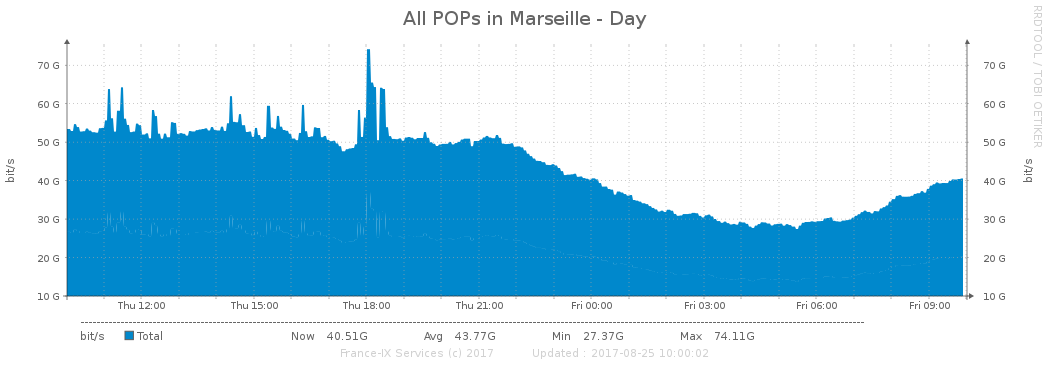 All POPs in Marseille - Day
RRDTOOL / TOBI OETIKER
70 G 70 G
60 G 60 G
50 G 50 G
40 G 40 G
30 G 30 G
20 G 20 G
10 G 10 G
bit/s bit/s
Thu 12:00 Thu 15:00 Thu 18:00 Thu 21:00 Fri 00:00 Fri 03:00 Fri 06:00 Fri 09:00
bit/s Total Now 40.51G Avg 43.77G Min 27.37G Max 74.11G
France-IX Services (c) 2017 Updated : 2017-08-25 10:00:02